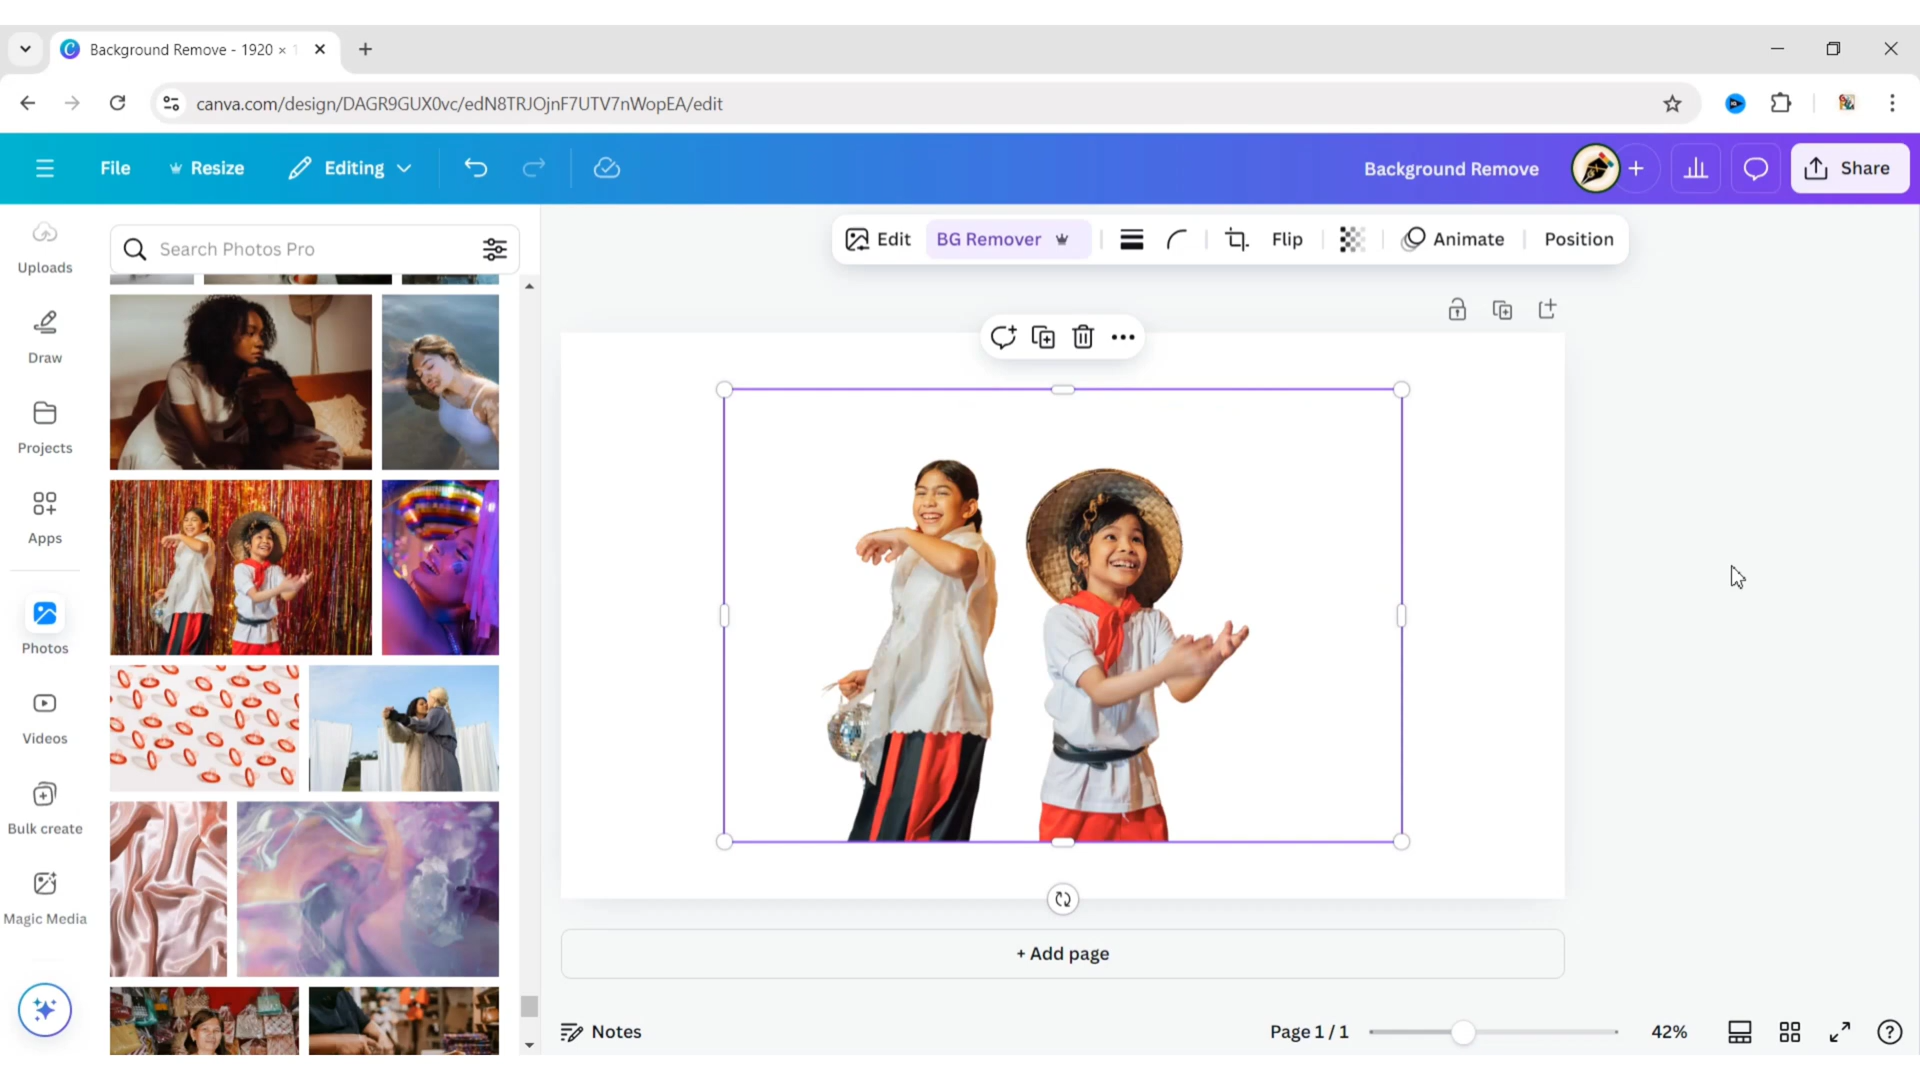 Background Remove - 1920 × 1
canva.com/design/DAGR9GUX0vc/edN8TRJOjnF7UTV7nWopEA/edit
File
Resize
Editing
Background Remove
Share
Uploads
Draw
Projects
Apps
Photos
Videos
Bulk create
Magic Media
Search Photos Pro
Edit
BG Remover
Flip
Animate
Position
+ Add page
Notes
Page 1 / 1
42%